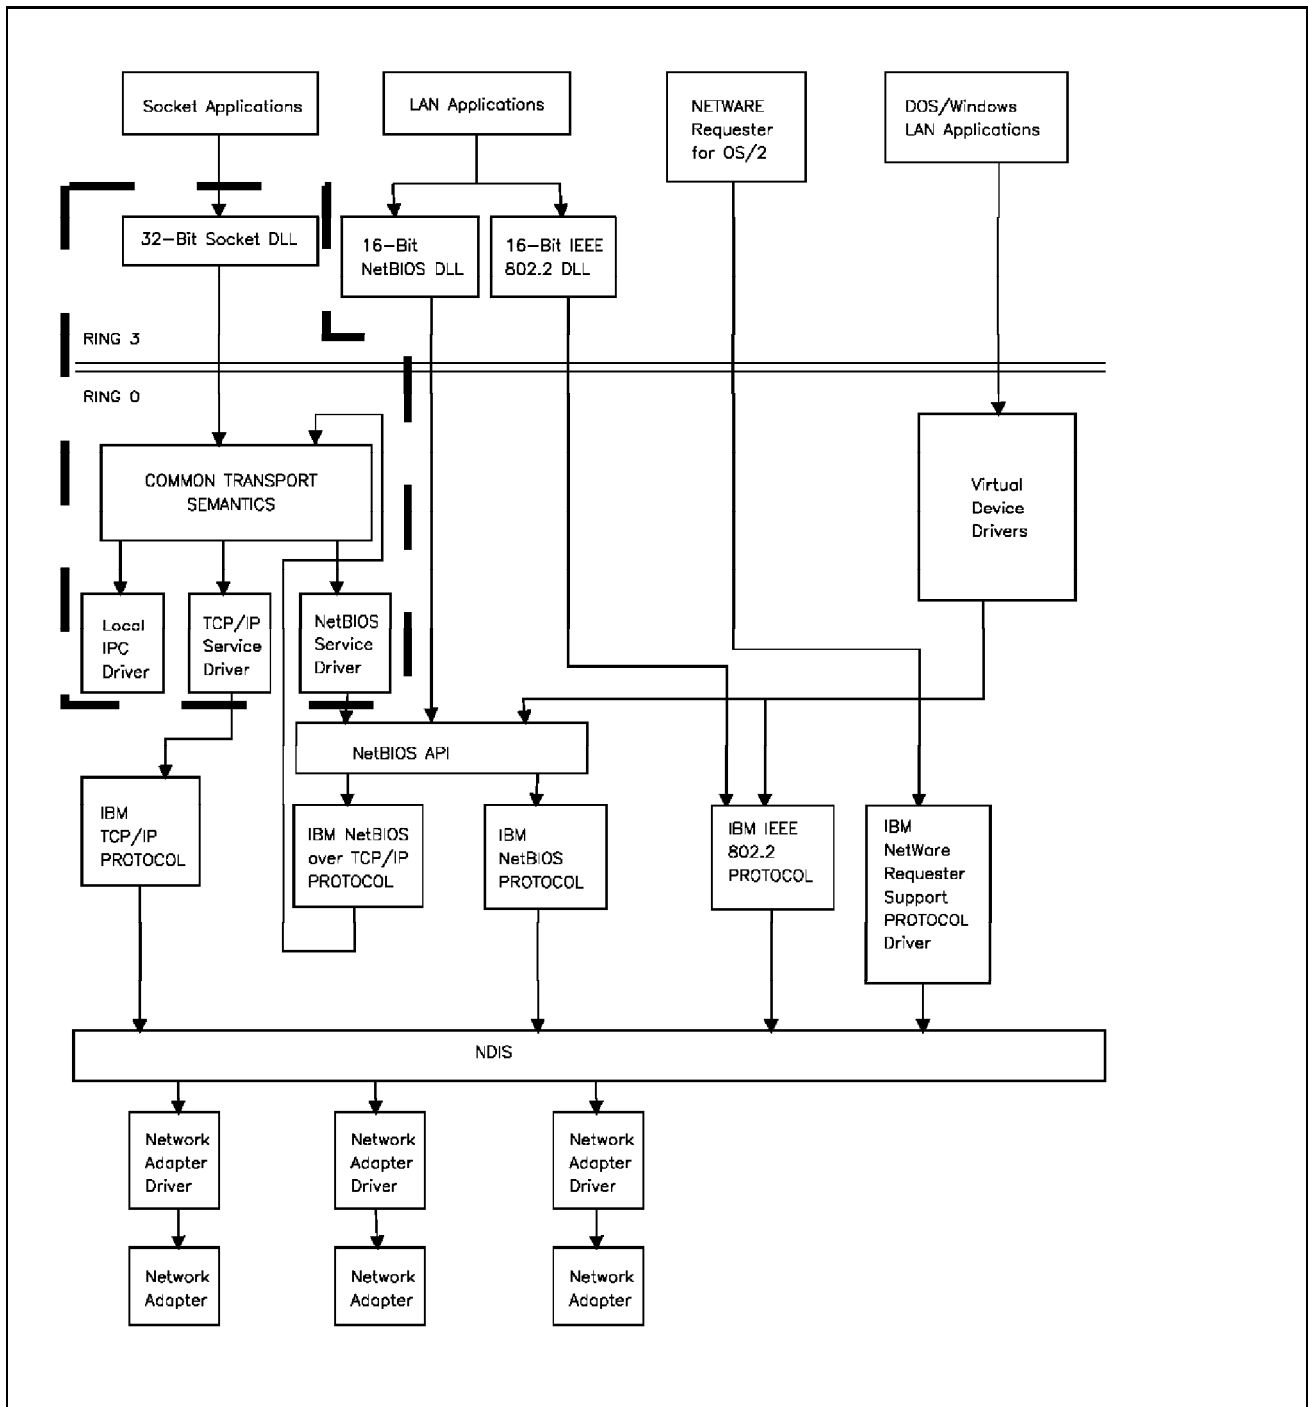 Socket Applications
LAN Applications
NETWARE
Requester
for OS/2
DOS/Windows
LAN Applications
32-Bit Socket DLL
16-Bit
NetBIOS DLL
16-Bit IEEE
802.2 DLL
RING 3
RING 0
COMMON TRANSPORT
SEMANTICS
Virtual
Device
Drivers
Local
IPC
Driver
TCP/IP
Service
Driver
NetBIOS
Service
Driver
NetBIOS API
IBM
TCP/IP
PROTOCOL
IBM NetBIOS
over TCP/IP
PROTOCOL
IBM
NetBIOS
PROTOCOL
IBM IEEE
802.2
PROTOCOL
IBM
NetWare
Requester
Support
PROTOCOL
Driver
NDIS
Network
Adapter
Driver
Network
Adapter
Driver
Network
Adapter
Driver
Network
Adapter
Network
Adapter
Network
Adapter